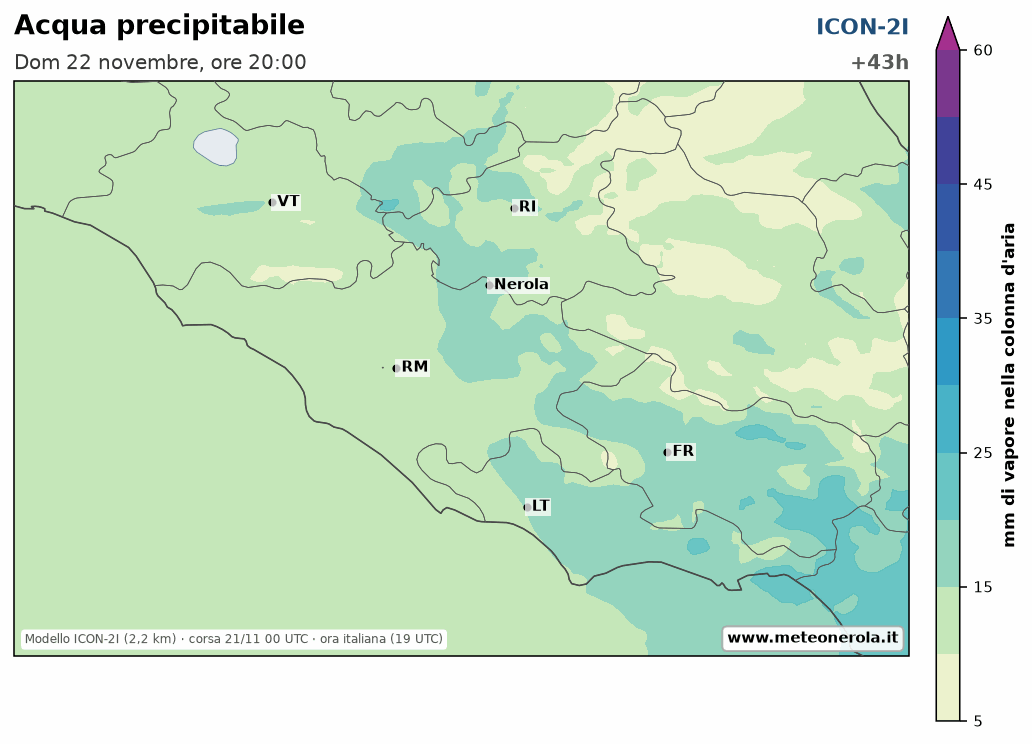 Acqua precipitabile
ICON-2I
Dom 22 novembre, ore 20:00
+43h
60
45
35
25
15
5
mm di vapore nella colonna d'aria
VT
RI
Nerola
RM
FR
LT
Modello ICON-2I (2,2 km) · corsa 21/11 00 UTC · ora italiana (19 UTC)
www.meteonerola.it